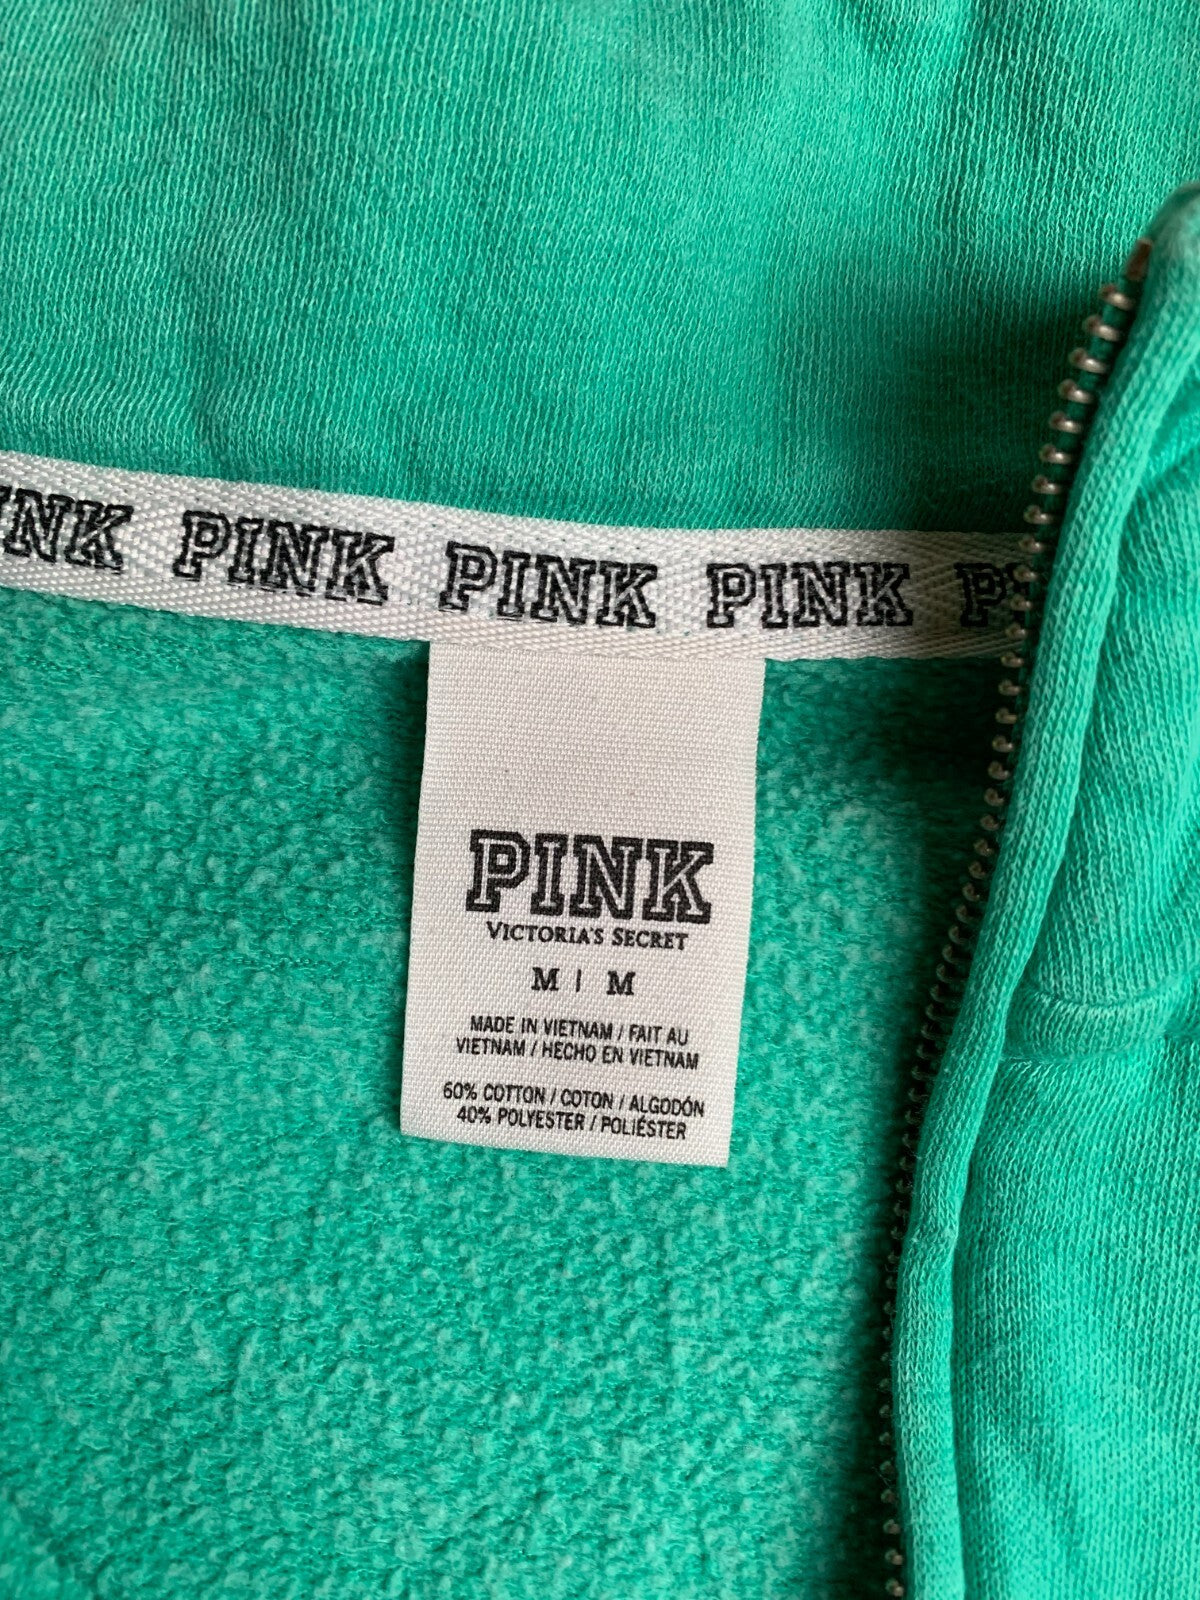 PINK PINK PINK PINK
PINK
VICTORIA'S SECRET
M | M
MADE IN VIETNAM / FAIT AU
VIETNAM / HECHO EN VIETNAM
60% COTTON / COTON / ALGODÓN
40% POLYESTER / POLIÉSTER